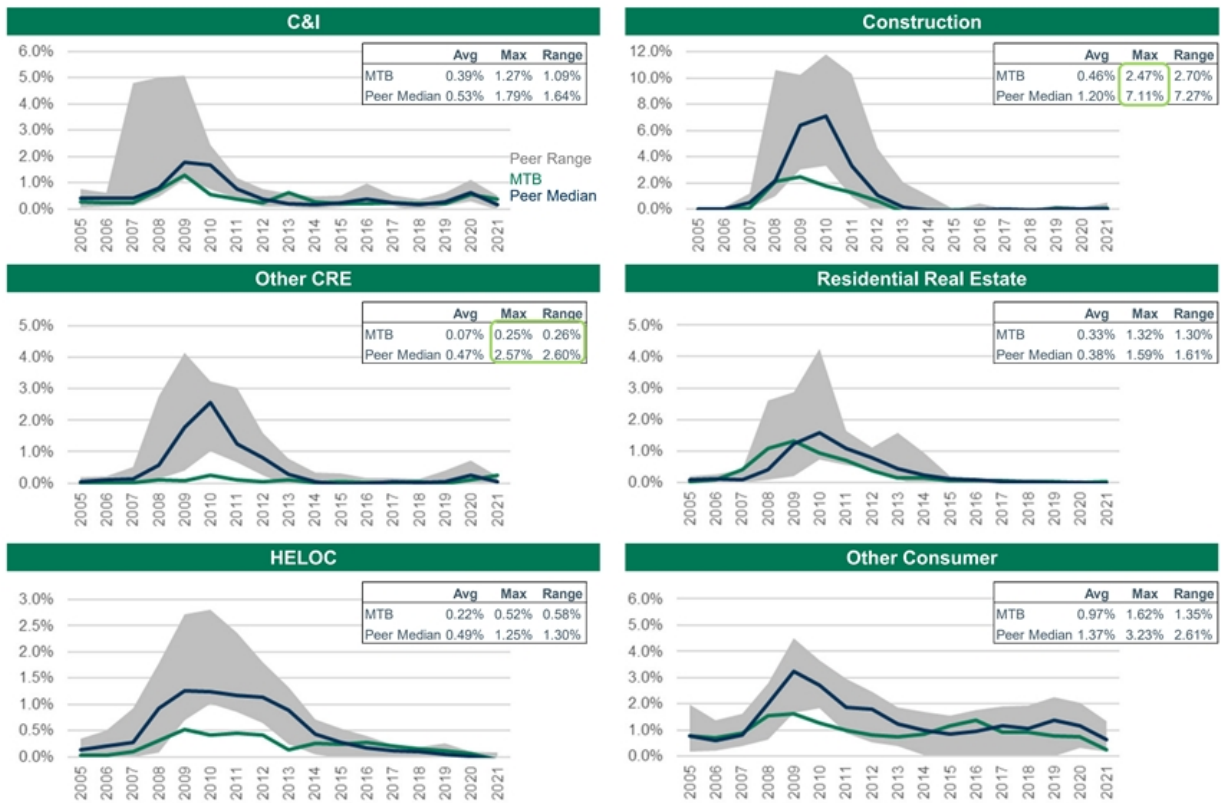 C&I
6.0%
5.0%
4.0%
3.0%
2.0%
1.0%
0.0%
Avg Max Range
MTB 0.39% 1.27% 1.09%
Peer Median 0.53% 1.79% 1.64%
Peer Range
MTB
Peer Median
2005 2006 2007 2008 2009 2010 2011 2012 2013 2014 2015 2016 2017 2018 2019 2020 2021
Construction
12.0%
10.0%
8.0%
6.0%
4.0%
2.0%
0.0%
Avg Max Range
MTB 0.46% 2.47% 2.70%
Peer Median 1.20% 7.11% 7.27%
2005 2006 2007 2008 2009 2010 2011 2012 2013 2014 2015 2016 2017 2018 2019 2020 2021
Other CRE
5.0%
4.0%
3.0%
2.0%
1.0%
0.0%
Avg Max Range
MTB 0.07% 0.25% 0.26%
Peer Median 0.47% 2.57% 2.60%
2005 2006 2007 2008 2009 2010 2011 2012 2013 2014 2015 2016 2017 2018 2019 2020 2021
Residential Real Estate
5.0%
4.0%
3.0%
2.0%
1.0%
0.0%
Avg Max Range
MTB 0.33% 1.32% 1.30%
Peer Median 0.38% 1.59% 1.61%
2005 2006 2007 2008 2009 2010 2011 2012 2013 2014 2015 2016 2017 2018 2019 2020 2021
HELOC
3.0%
2.5%
2.0%
1.5%
1.0%
0.5%
0.0%
Avg Max Range
MTB 0.22% 0.52% 0.58%
Peer Median 0.49% 1.25% 1.30%
2005 2006 2007 2008 2009 2010 2011 2012 2013 2014 2015 2016 2017 2018 2019 2020 2021
Other Consumer
6.0%
5.0%
4.0%
3.0%
2.0%
1.0%
0.0%
Avg Max Range
MTB 0.97% 1.62% 1.35%
Peer Median 1.37% 3.23% 2.61%
2005 2006 2007 2008 2009 2010 2011 2012 2013 2014 2015 2016 2017 2018 2019 2020 2021